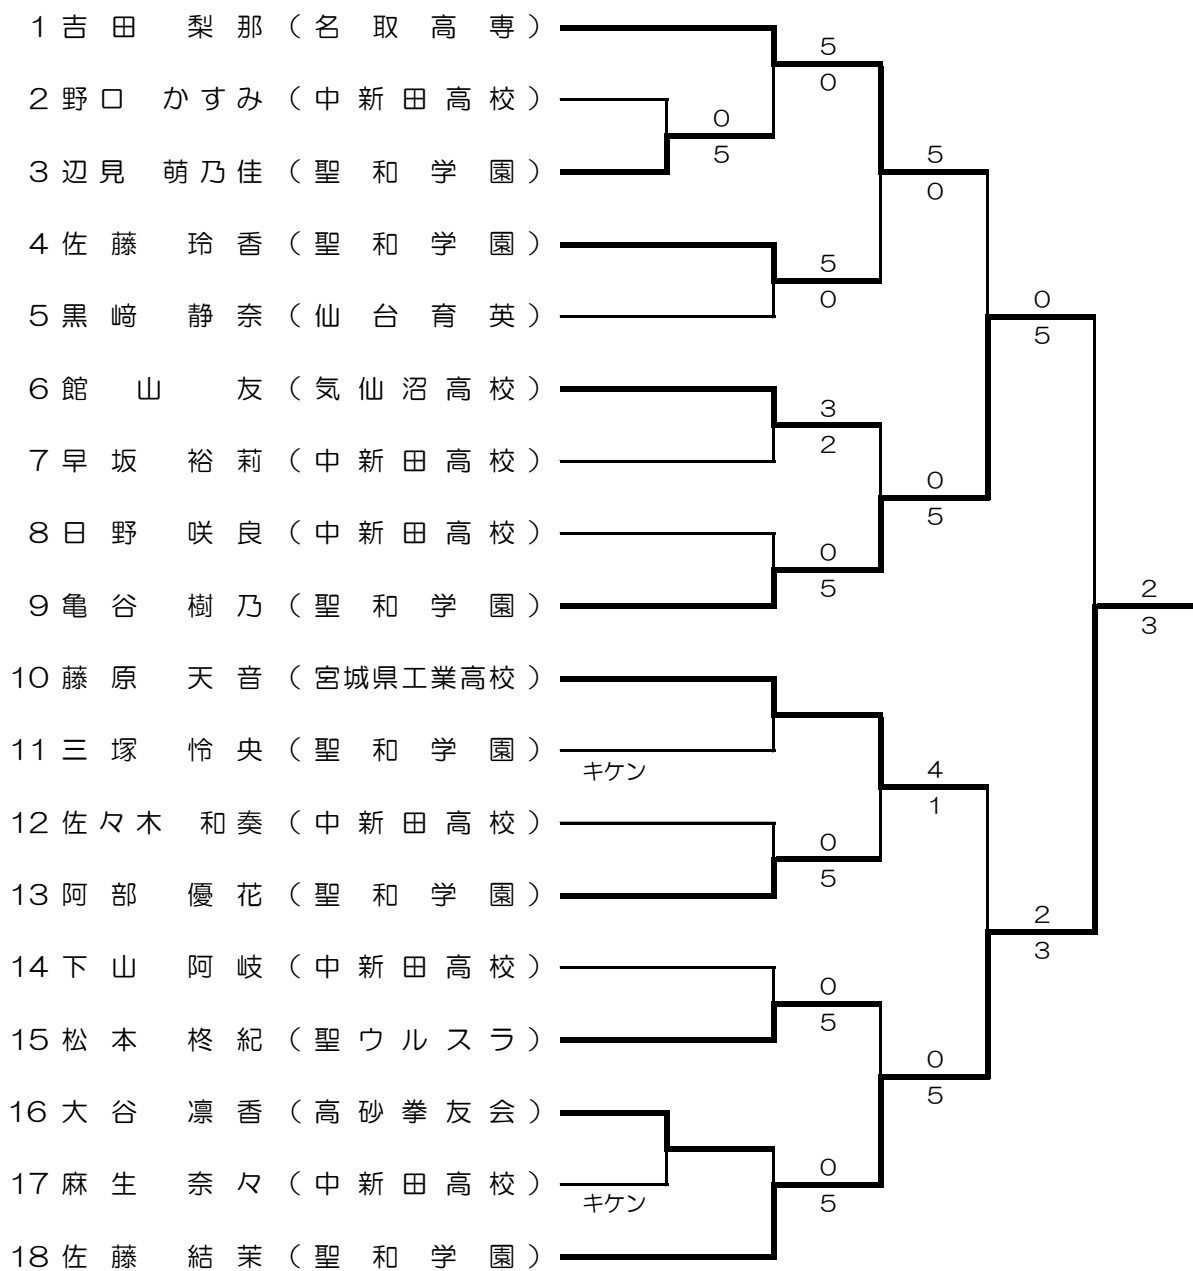 1 吉田 梨那（名取高専）
5
0
2 野口 かすみ（中新田高校）
0
5
3 辺見 萌乃佳（聖和学園）
5
0
4 佐藤 玲香（聖和学園）
5
0
5 黒﨑 静奈（仙台育英）
0
5
6 館山 友（気仙沼高校）
3
2
7 早坂 裕莉（中新田高校）
0
5
8 日野 咲良（中新田高校）
0
5
9 亀谷 樹乃（聖和学園）
2
3
10 藤原 天音（宮城県工業高校）
11 三塚 怜央（聖和学園）
キケン
4
1
12 佐々木 和奏（中新田高校）
0
5
13 阿部 優花（聖和学園）
2
3
14 下山 阿岐（中新田高校）
0
5
15 松本 柊紀（聖ウルスラ）
0
5
16 大谷 凛香（高砂拳友会）
17 麻生 奈々（中新田高校）
キケン
0
5
18 佐藤 結茉（聖和学園）